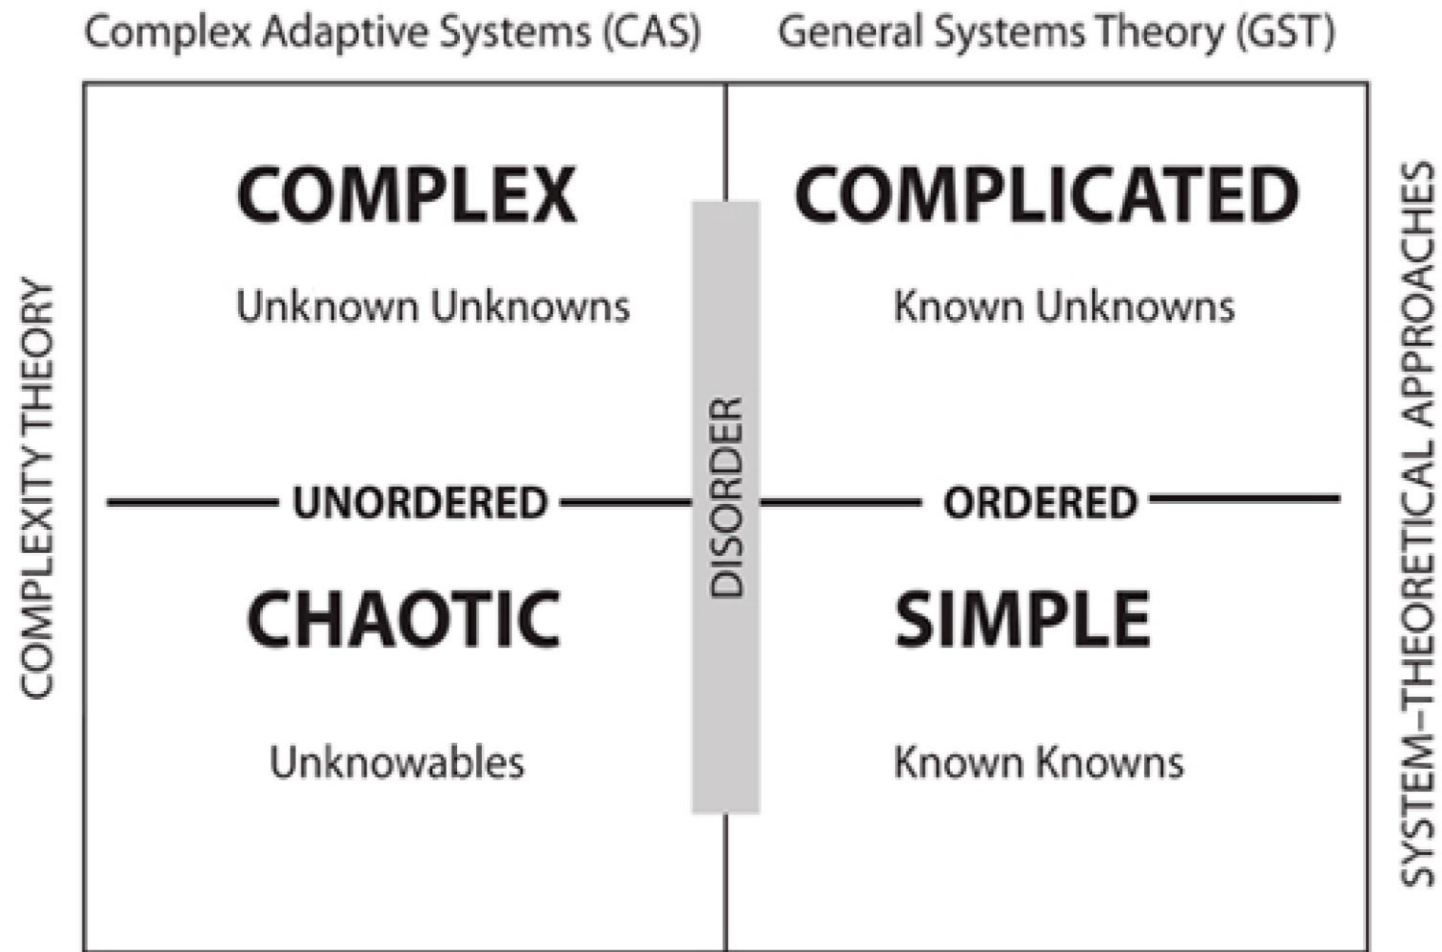 Complex Adaptive Systems (CAS)
General Systems Theory (GST)
COMPLEX
COMPLICATED
Unknown Unknowns
Known Unknowns
COMPLEXITY THEORY
DISORDER
SYSTEM–THEORETICAL APPROACHES
UNORDERED
ORDERED
CHAOTIC
SIMPLE
Unknowables
Known Knowns